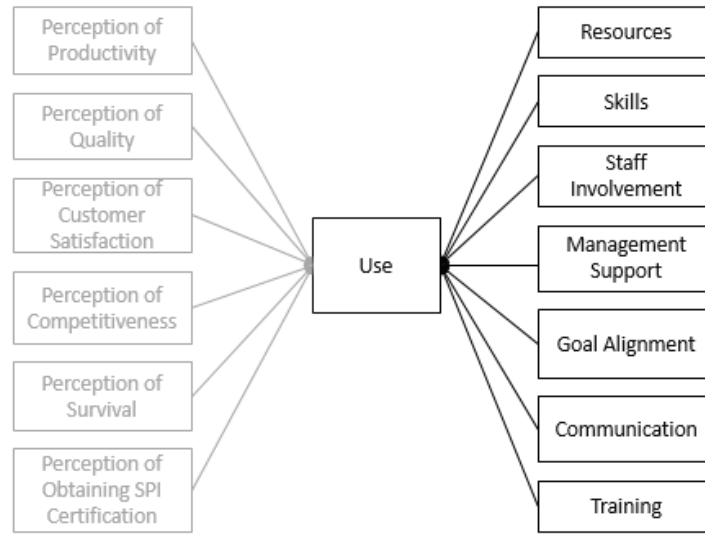 Perception of
Productivity
Perception of
Quality
Perception of
Customer
Satisfaction
Perception of
Competitiveness
Perception of
Survival
Perception of
Obtaining SPI
Certification
Use
Resources
Skills
Staff
Involvement
Management
Support
Goal Alignment
Communication
Training